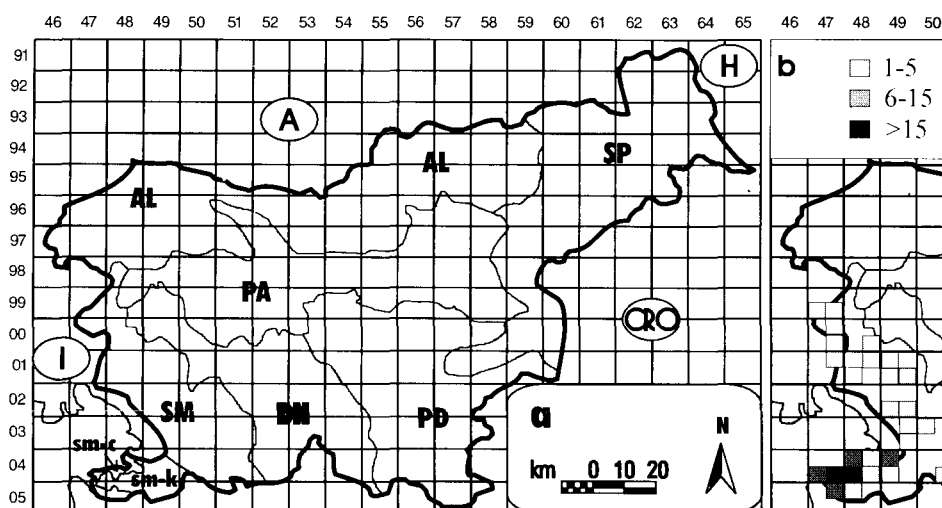 46 47 48 49 50 51 52 53 54 55 56 57 58 59 60 61 62 63 64 65
46 47 48 49 50
91
92
93
94
95
96
97
98
99
00
01
02
03
04
05
A
H
I
CRO
AL
AL
SP
PA
SM
DN
PD
sm-c
sm-k
a
N
km 0 10 20
b
1-5
6-15
>15